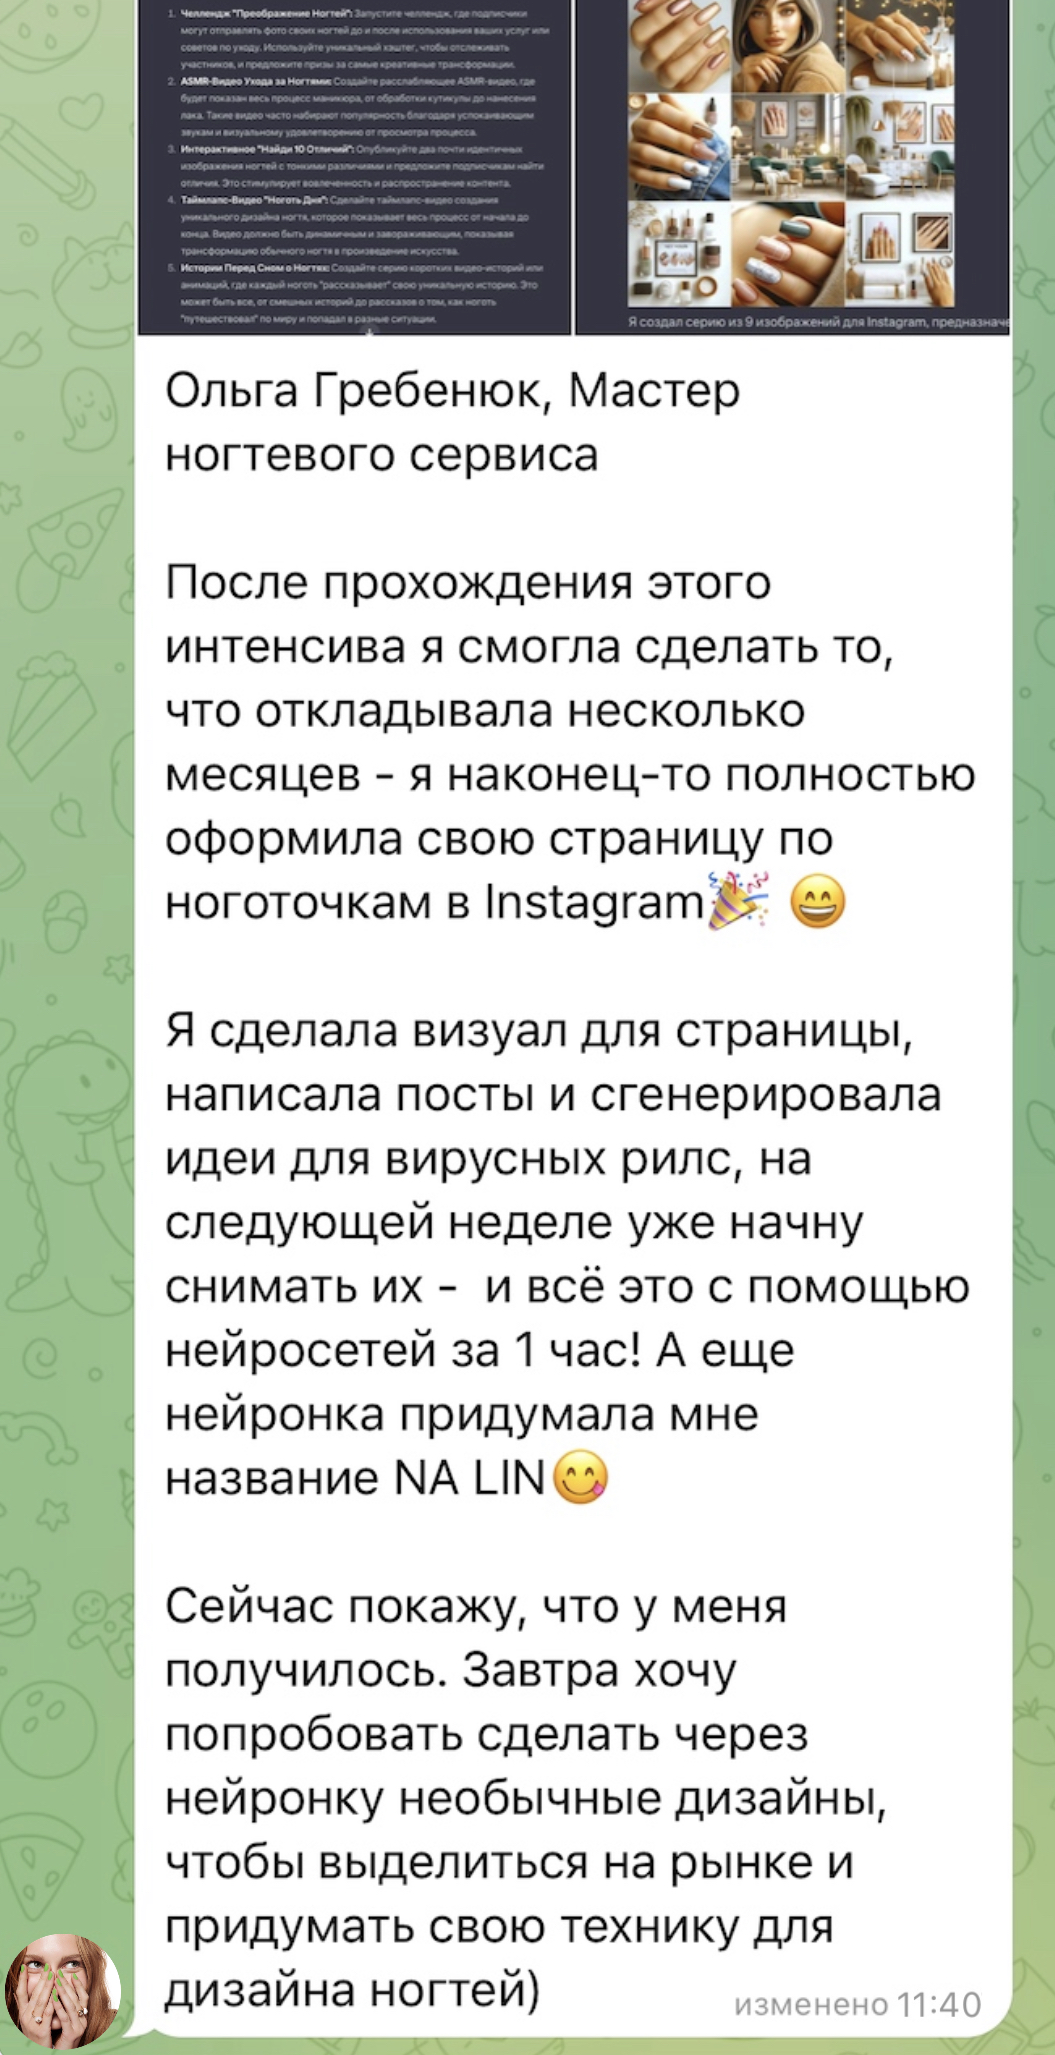 1. Челлендж "Преображение Ногтей": Запустите челлендж, где подписчики
могут отправлять фото своих ногтей до и после использования ваших услуг или
советов по уходу. Используйте уникальный хэштег, чтобы отслеживать
участников, и предложите призы за самые креативные трансформации.
2. ASMR-Видео Ухода за Ногтями: Создайте расслабляющее ASMR-видео, где
будет показан весь процесс маникюра, от обработки кутикулы до нанесения
лака. Такие видео часто набирают популярность благодаря успокаивающим
звукам и визуальному удовлетворению от просмотра процесса.
3. Интерактивное "Найди 10 Отличий": Опубликуйте два почти идентичных
изображения ногтей с тонкими различиями и предложите подписчикам найти
отличия. Это стимулирует вовлеченность и распространение контента.
4. Таймлапс-Видео "Ноготь Дня": Сделайте таймлапс-видео создания
уникального дизайна ногтя, которое показывает весь процесс от начала до
конца. Видео должно быть динамичным и завораживающим, показывая
трансформацию обычного ногтя в произведение искусства.
5. Истории Перед Сном о Ногтях: Создайте серию коротких видео-историй или
анимаций, где каждый ноготь "рассказывает" свою уникальную историю. Это
может быть все, от смешных историй до рассказов о том, как ноготь
"путешествовал" по миру и попадал в разные ситуации.
Я создал серию из 9 изображений для Instagram, предназначе
Ольга Гребенюк, Мастер
ногтевого сервиса
После прохождения этого
интенсива я смогла сделать то,
что откладывала несколько
месяцев - я наконец-то полностью
оформила свою страницу по
ноготочкам в Instagram🎉 😄
Я сделала визуал для страницы,
написала посты и сгенерировала
идеи для вирусных рилс, на
следующей неделе уже начну
снимать их -  и всё это с помощью
нейросетей за 1 час! А еще
нейронка придумала мне
название NA LIN😋
Сейчас покажу, что у меня
получилось. Завтра хочу
попробовать сделать через
нейронку необычные дизайны,
чтобы выделиться на рынке и
придумать свою технику для
дизайна ногтей)
изменено 11:40